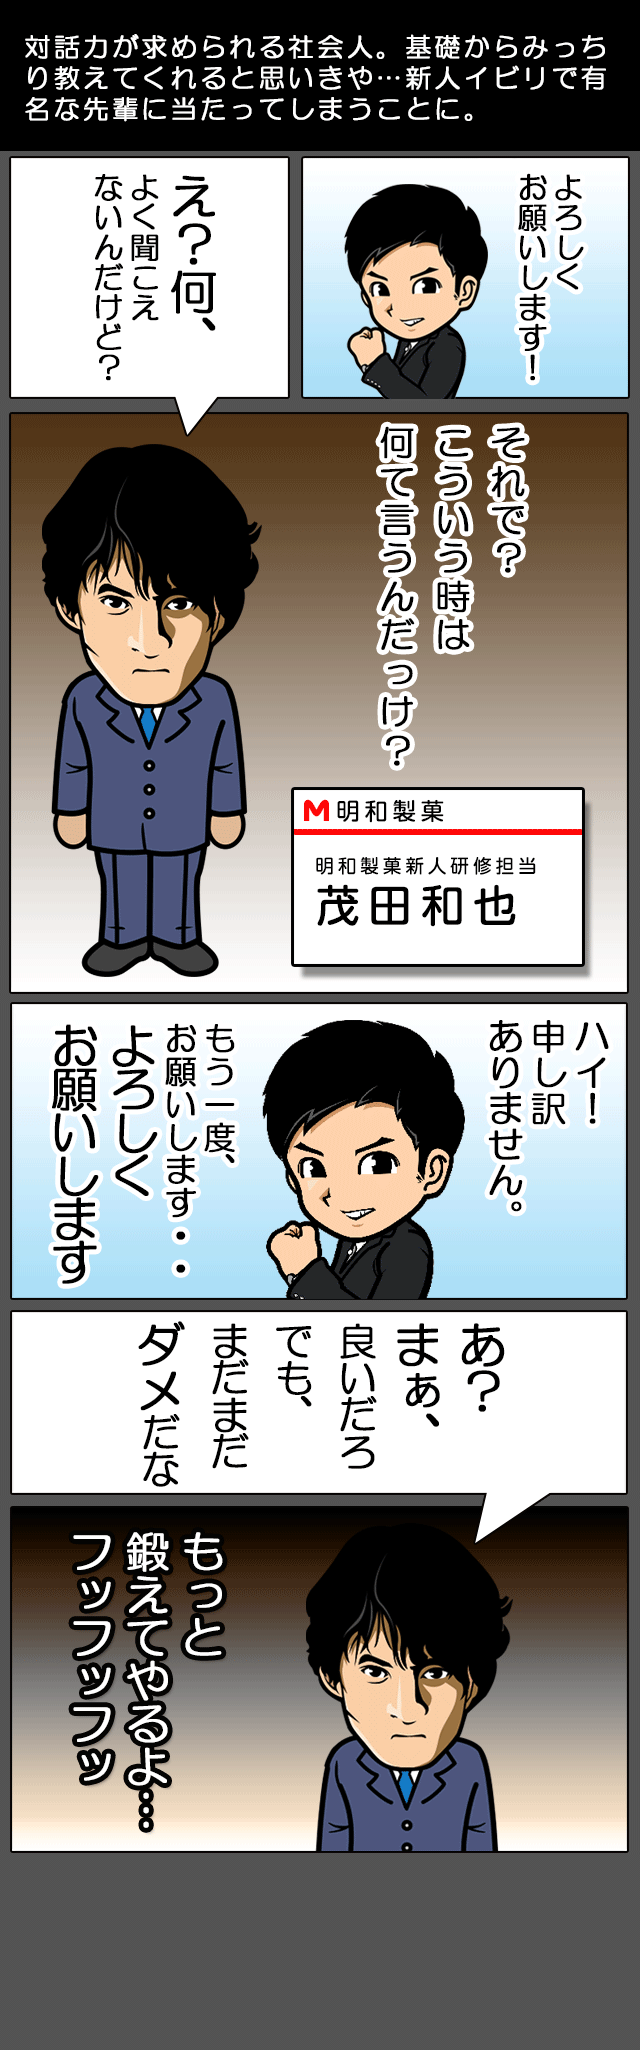 対話力が求められる社会人。基礎からみっち
り教えてくれると思いきや…新人イビリで有
名な先輩に当たってしまうことに。
よろしく
お願いします！
え？何、
よく聞こえ
ないんだけど？
それで？
こういう時は
何て言うんだっけ？
M明和製菓
明和製菓新人研修担当
茂田和也
ハイ！
申し訳
ありません。
もう一度、
お願いします・・
よろしく
お願いします
あ？
まぁ、
良いだろ
でも、
まだまだ
ダメだな
もっと
鍛えてやるよ…
フッフッフッ